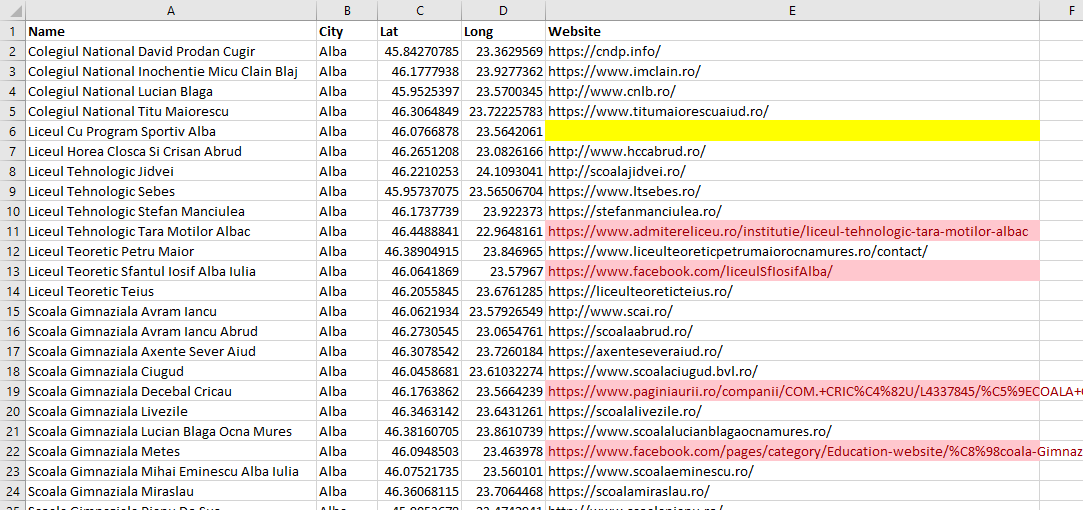 A B C D E F
1 Name City Lat Long Website
2 Colegiul National David Prodan Cugir Alba 45.84270785 23.3629569 https://cndp.info/
3 Colegiul National Inochentie Micu Clain Blaj Alba 46.1777938 23.9277362 https://www.imclain.ro/
4 Colegiul National Lucian Blaga Alba 45.9525397 23.5700345 http://www.cnlb.ro/
5 Colegiul National Titu Maiorescu Alba 46.3064849 23.72225783 https://www.titumaiorescuaiud.ro/
6 Liceul Cu Program Sportiv Alba Alba 46.0766878 23.5642061
7 Liceul Horea Closca Si Crisan Abrud Alba 46.2651208 23.0826166 http://www.hccabrud.ro/
8 Liceul Tehnologic Jidvei Alba 46.2210253 24.1093041 http://scoalajidvei.ro/
9 Liceul Tehnologic Sebes Alba 45.95737075 23.56506704 https://www.ltsebes.ro/
10 Liceul Tehnologic Stefan Manciulea Alba 46.1737739 23.922373 https://stefanmanciulea.ro/
11 Liceul Tehnologic Tara Motilor Albac Alba 46.4488841 22.9648161 https://www.admitereliceu.ro/institutie/liceul-tehnologic-tara-motilor-albac
12 Liceul Teoretic Petru Maior Alba 46.38904915 23.846965 https://www.liceulteoreticpetrumaiorocnamures.ro/contact/
13 Liceul Teoretic Sfantul Iosif Alba Iulia Alba 46.0641869 23.57967 https://www.facebook.com/liceulSfIosifAlba/
14 Liceul Teoretic Teius Alba 46.2055845 23.6761285 https://liceulteoreticteius.ro/
15 Scoala Gimnaziala Avram Iancu Alba 46.0621934 23.57926549 http://www.scai.ro/
16 Scoala Gimnaziala Avram Iancu Abrud Alba 46.2730545 23.0654761 https://scoalaabrud.ro/
17 Scoala Gimnaziala Axente Sever Aiud Alba 46.3078542 23.7260184 https://axenteseveraiud.ro/
18 Scoala Gimnaziala Ciugud Alba 46.0458681 23.61032274 https://www.scoalaciugud.bvl.ro/
19 Scoala Gimnaziala Decebal Cricau Alba 46.1763862 23.5664239 https://www.paginiaurii.ro/companii/COM.+CRIC%C4%82U/L4337845/%C5%9ECOALA+
20 Scoala Gimnaziala Livezile Alba 46.3463142 23.6431261 https://scoalalivezile.ro/
21 Scoala Gimnaziala Lucian Blaga Ocna Mures Alba 46.38160705 23.8610739 https://www.scoalalucianblagaocnamures.ro/
22 Scoala Gimnaziala Metes Alba 46.0948503 23.463978 https://www.facebook.com/pages/category/Education-website/%C8%98coala-Gimnaz
23 Scoala Gimnaziala Mihai Eminescu Alba Iulia Alba 46.07521735 23.560101 https://www.scoalaeminescu.ro/
24 Scoala Gimnaziala Miraslau Alba 46.36068115 23.7064468 https://scoalamiraslau.ro/